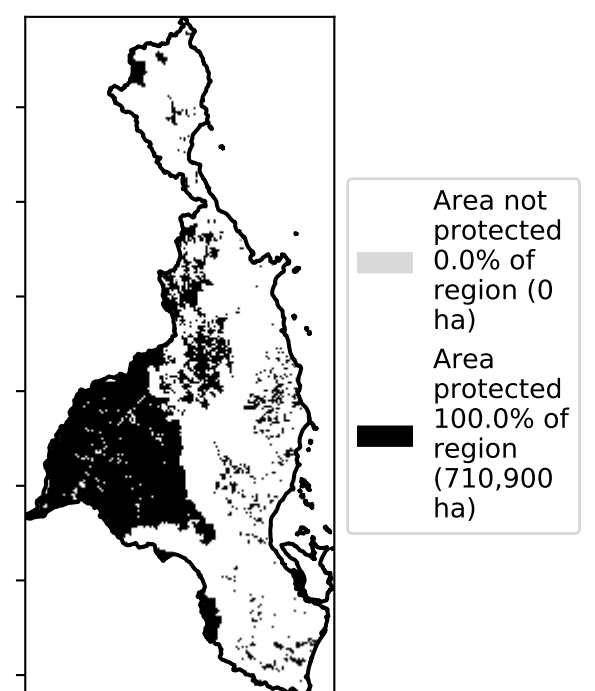 Area not
protected
0.0% of
region (0
ha)
Area
protected
100.0% of
region
(710,900
ha)